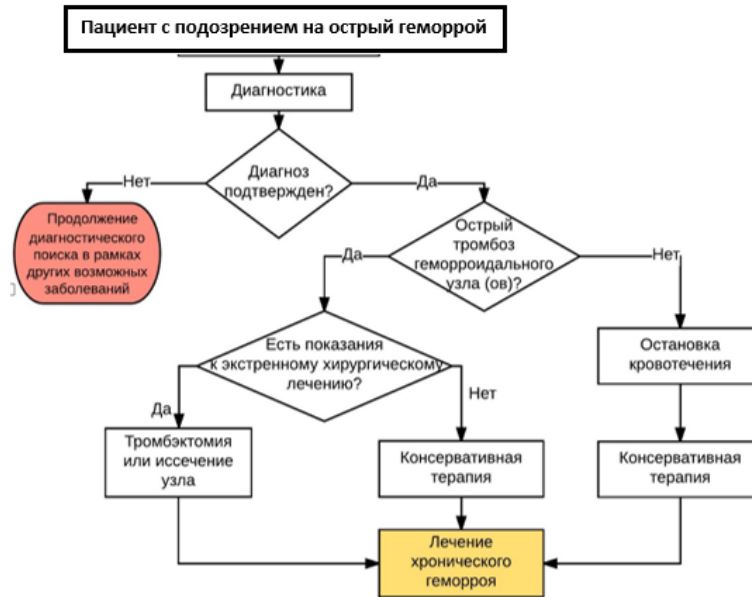 Пациент с подозрением на острый геморрой
Диагностика
Диагноз
подтвержден?
Нет
Да
Продолжение
диагностического
поиска в рамках
других возможных
заболеваний
Острый
тромбоз
геморроидального
узла (ов)?
Да
Нет
Есть показания
к экстренному хирургическому
лечению?
Остановка
кровотечения
Да
Нет
Тромбэктомия
или иссечение
узла
Консервативная
терапия
Консервативная
терапия
Лечение
хронического
геморроя